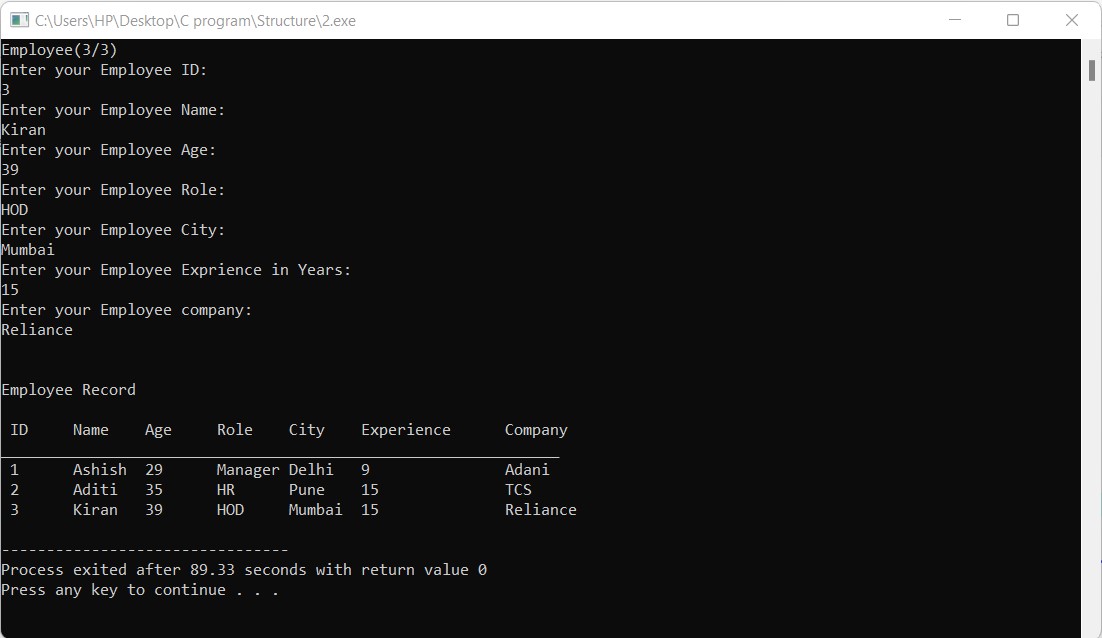 C:\Users\HP\Desktop\C program\Structure\2.exe
Employee(3/3)
Enter your Employee ID:
3
Enter your Employee Name:
Kiran
Enter your Employee Age:
39
Enter your Employee Role:
HOD
Enter your Employee City:
Mumbai
Enter your Employee Exprience in Years:
15
Enter your Employee company:
Reliance
Employee Record
ID Name Age Role City Experience Company
1 Ashish 29 Manager Delhi 9 Adani
2 Aditi 35 HR Pune 15 TCS
3 Kiran 39 HOD Mumbai 15 Reliance
--------------------------------
Process exited after 89.33 seconds with return value 0
Press any key to continue . . .